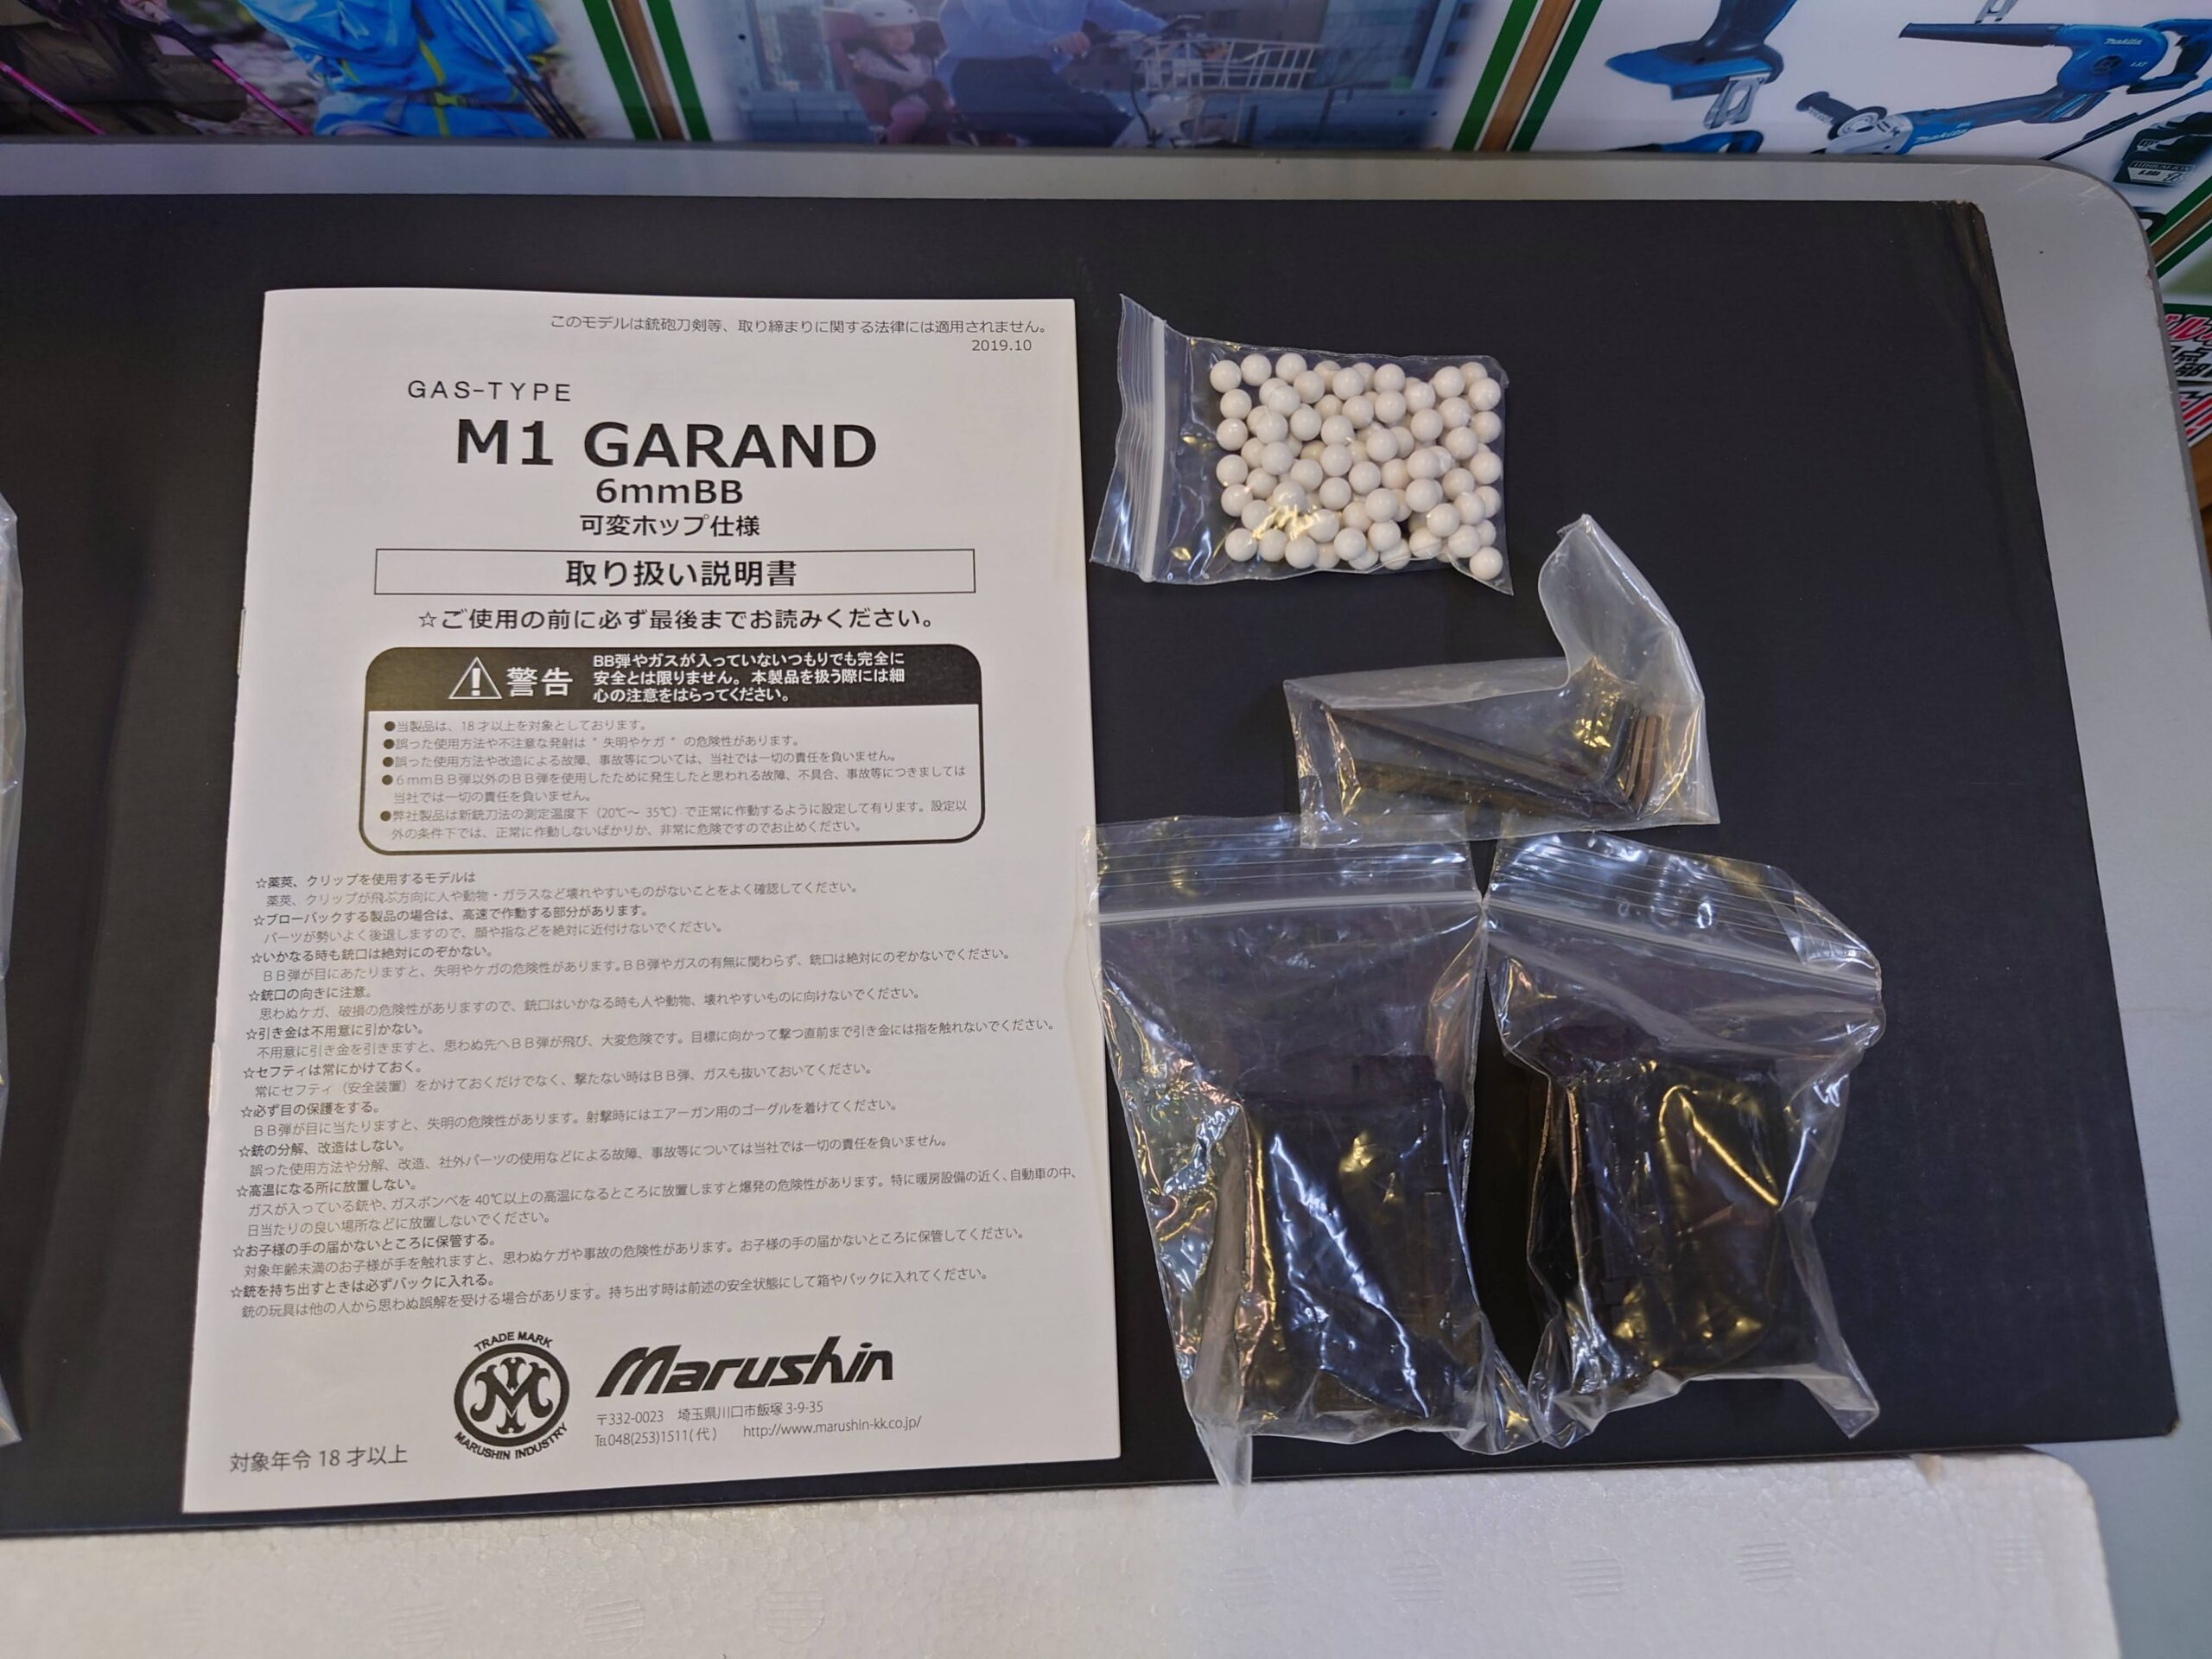 このモデルは銃砲刀剣等、取り締まりに関する法律には適用されません。
2019.10
GAS-TYPE
M1 GARAND
6mmBB
可変ホップ仕様
取り扱い説明書
☆ご使用の前に必ず最後までお読みください。
警告
BB弾やガスが入っていないつもりでも完全に
安全とは限りません。本製品を扱う際には細
心の注意をはらってください。
●当製品は、18才以上を対象としております。
●誤った使用方法や不注意な発射は"失明やケガ"の危険性があります。
●誤った使用方法や改造による故障、事故等については、当社では一切の責任を負いません。
●6mmBB弾以外のBB弾を使用したために発生したと思われる故障、不具合、事故等につきましては
当社では一切の責任を負いません。
●弊社製品は新銃刀法の測定温度下（20℃～35℃）で正常に作動するように設定して有ります。設定以
外の条件下では、正常に作動しないばかりか、非常に危険ですのでお止めください。
☆薬莢、クリップを使用するモデルは
薬莢、クリップが飛ぶ方向に人や動物・ガラスなど壊れやすいものがないことをよく確認してください。
☆ブローバックする製品の場合は、高速で作動する部分があります。
パーツが勢いよく後退しますので、顔や指などを絶対に近付けないでください。
☆いかなる時も銃口は絶対にのぞかない。
BB弾が目にあたりますと、失明やケガの危険性があります。BB弾やガスの有無に関わらず、銃口は絶対にのぞかないでください。
☆銃口の向きに注意。
思わぬケガ、破損の危険性がありますので、銃口はいかなる時も人や動物、壊れやすいものに向けないでください。
☆引き金は不用意に引かない。
不用意に引き金を引きますと、思わぬ先へBB弾が飛び、大変危険です。目標に向かって撃つ直前まで引き金には指を触れないでください。
☆セフティは常にかけておく。
常にセフティ（安全装置）をかけておくだけでなく、撃たない時はBB弾、ガスも抜いておいてください。
☆必ず目の保護をする。
BB弾が目に当たりますと、失明の危険性があります。射撃時にはエアーガン用のゴーグルを着けてください。
☆銃の分解、改造はしない。
誤った使用方法や分解、改造、社外パーツの使用などによる故障、事故等については当社では一切の責任を負いません。
☆高温になる所に放置しない。
ガスが入っている銃や、ガスボンベを40℃以上の高温になるところに放置しますと爆発の危険性があります。特に暖房設備の近く、自動車の中、
日当たりの良い場所などに放置しないでください。
☆お子様の手の届かないところに保管する。
対象年齢未満のお子様が手を触れますと、思わぬケガや事故の危険性があります。お子様の手の届かないところに保管してください。
☆銃を持ち出すときは必ずバックに入れる。
銃の玩具は他の人から思わぬ誤解を受ける場合があります。持ち出す時は前述の安全状態にして箱やバックに入れてください。
TRADE MARK
MARUSHIN INDUSTRY
Marushin
〒332-0023 埼玉県川口市飯塚3-9-35
℡048(253)1511(代) http://www.marushin-kk.co.jp/
対象年令18才以上
makita
makita